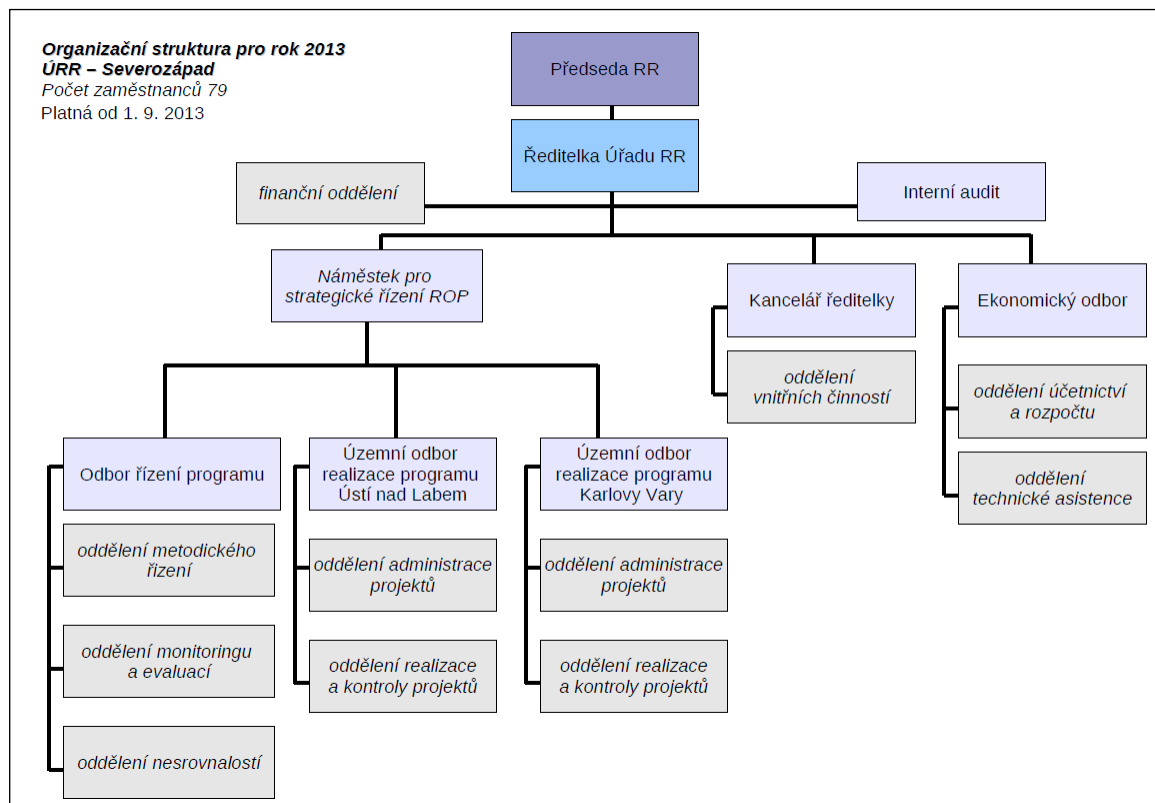 Organizační struktura pro rok 2013
ÚRR – Severozápad
Počet zaměstnanců 79
Platná od 1. 9. 2013
Předseda RR
Ředitelka Úřadu RR
finanční oddělení
Interní audit
Náměstek pro
strategické řízení ROP
Kancelář ředitelky
Ekonomický odbor
oddělení
vnitřních činností
oddělení účetnictví
a rozpočtu
oddělení
technické asistence
Odbor řízení programu
Územní odbor
realizace programu
Ústí nad Labem
Územní odbor
realizace programu
Karlovy Vary
oddělení metodického
řizení
oddělení administrace
projektů
oddělení administrace
projektů
oddělení monitoringu
a evaluací
oddělení realizace
a kontroly projektů
oddělení realizace
a kontroly projektů
oddělení nesrovnalostí